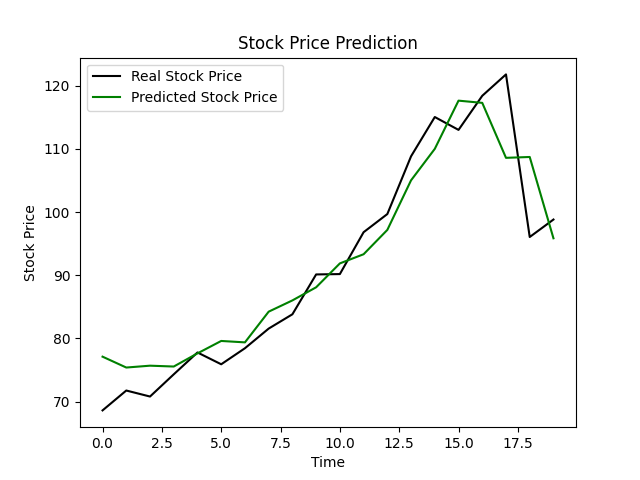 Stock Price Prediction
Real Stock Price
Predicted Stock Price
120
110
100
90
80
70
Stock Price
0.0 2.5 5.0 7.5 10.0 12.5 15.0 17.5
Time